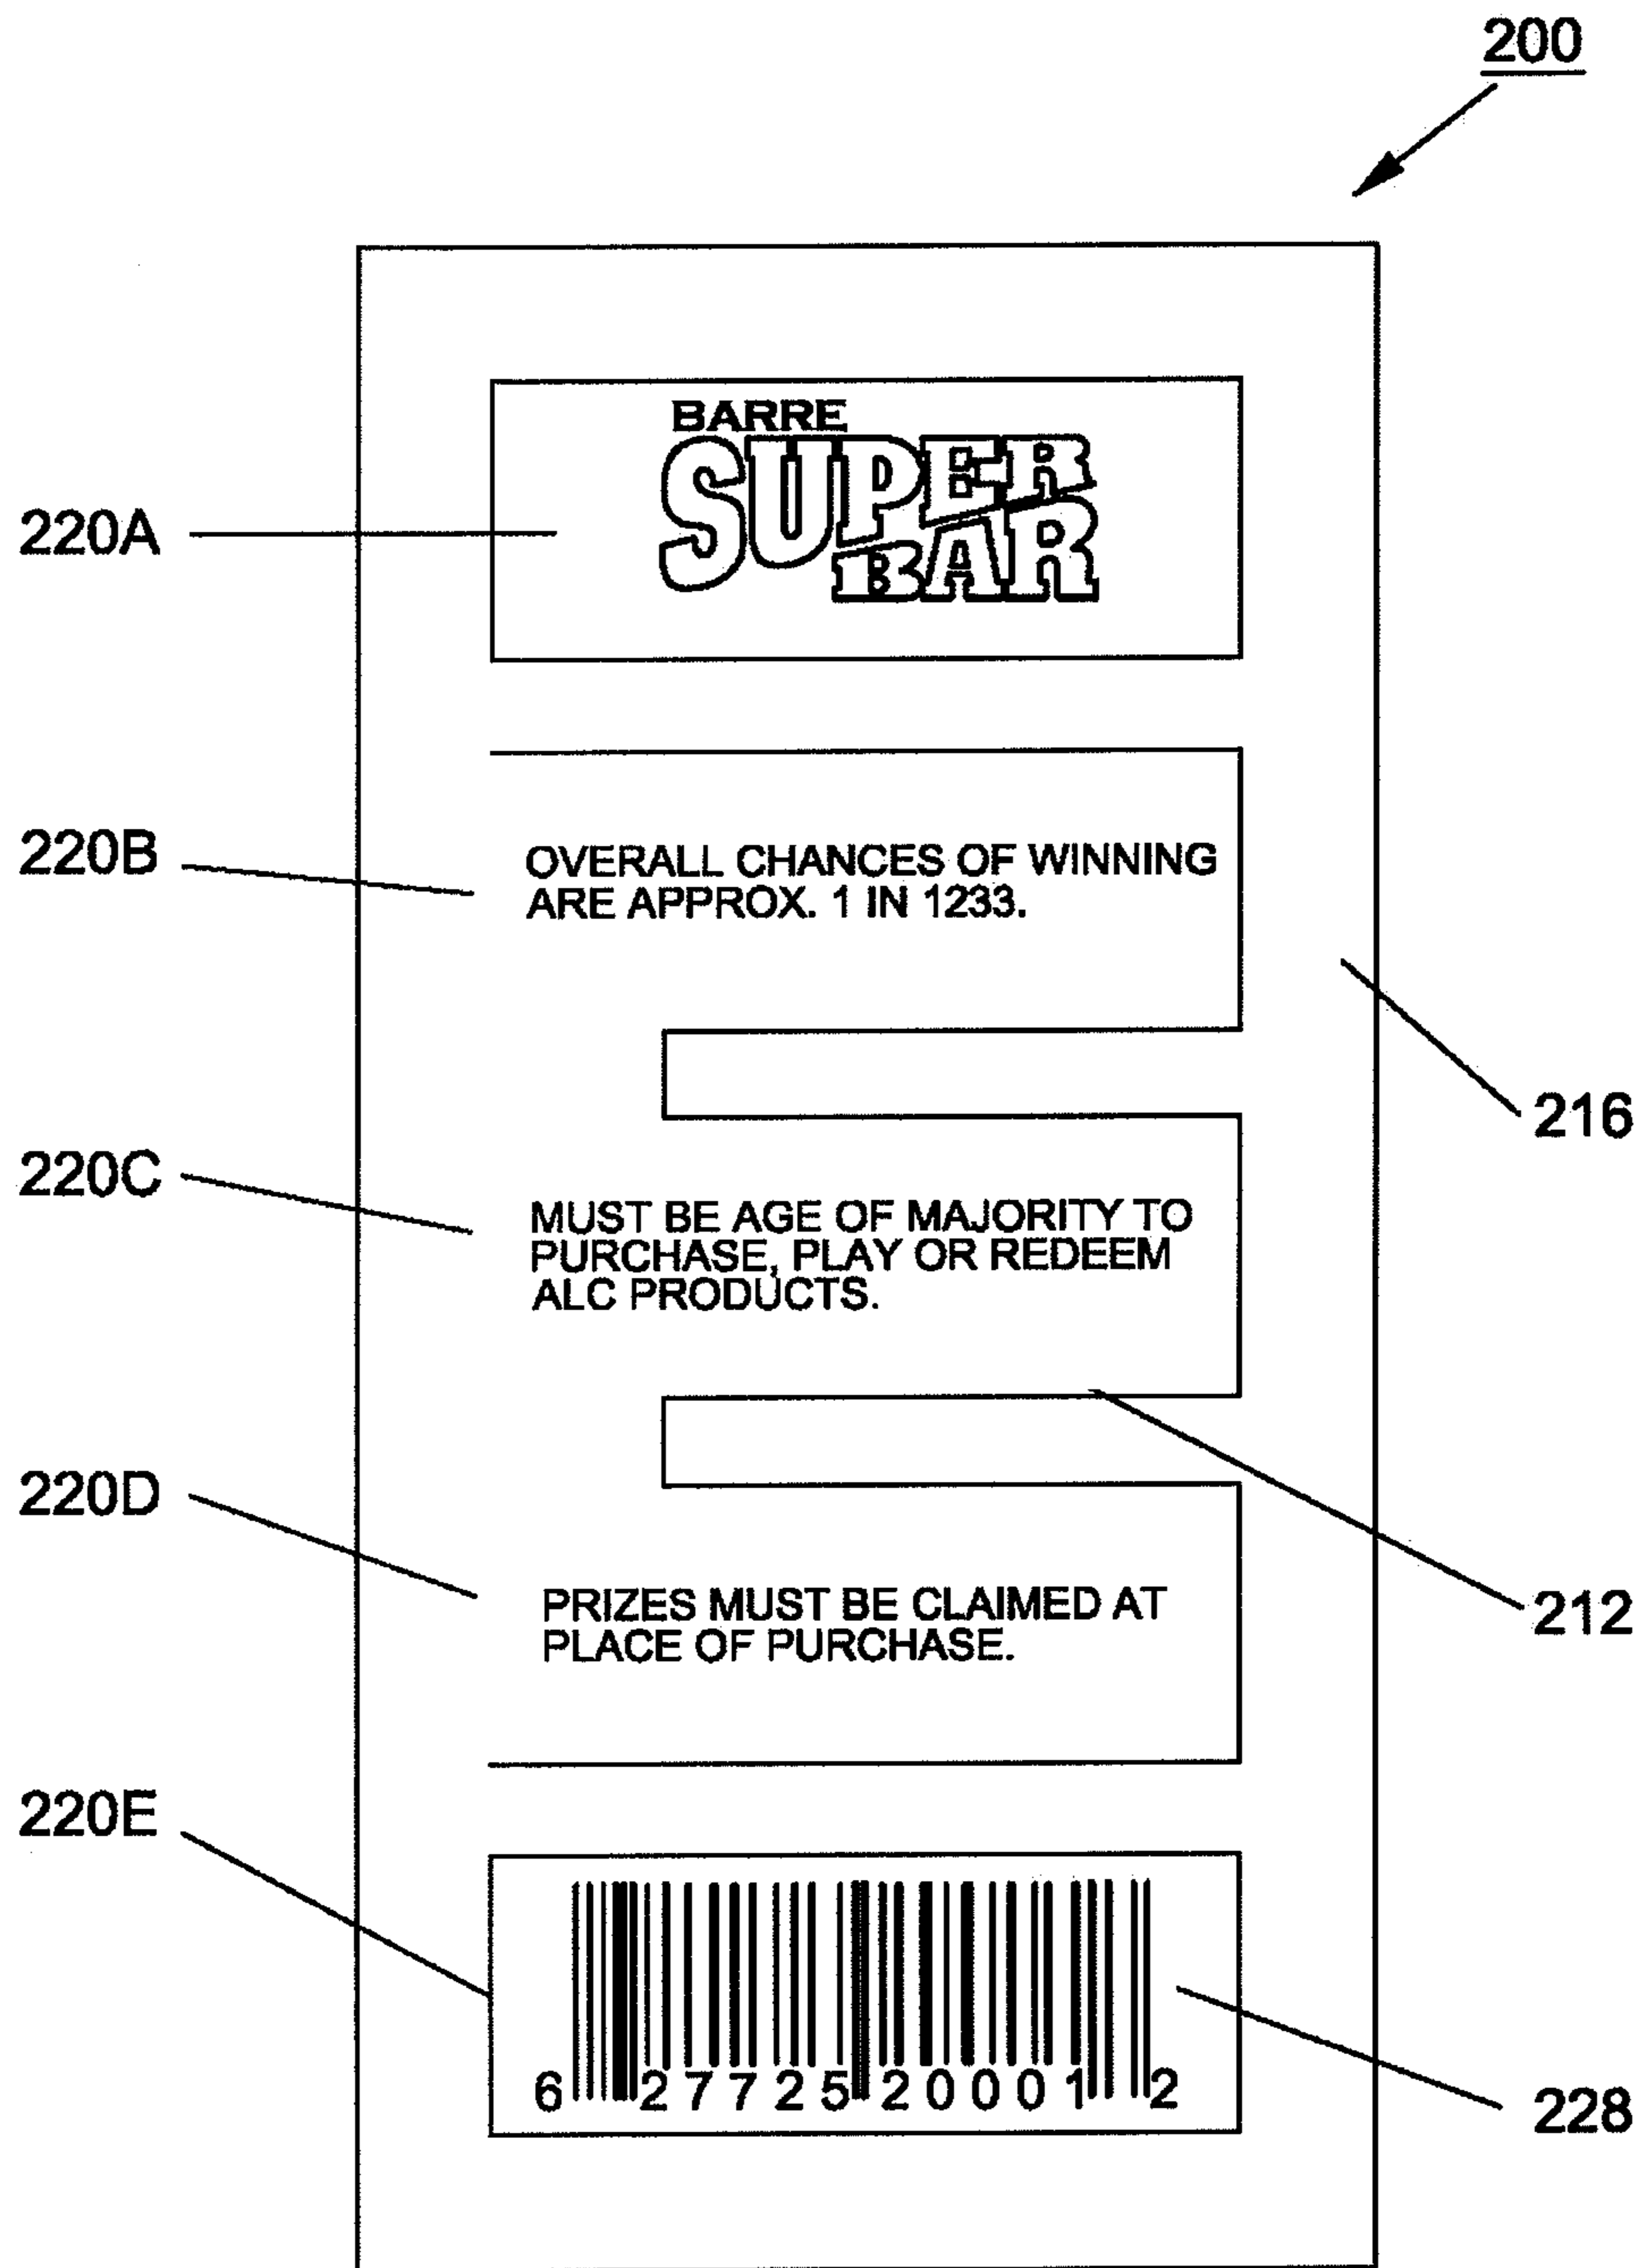 200
BARRE
SUPER
BAR
220A
220B
OVERALL CHANCES OF WINNING
ARE APPROX. 1 IN 1233.
216
220C
MUST BE AGE OF MAJORITY TO
PURCHASE, PLAY OR REDEEM
ALC PRODUCTS.
220D
PRIZES MUST BE CLAIMED AT
PLACE OF PURCHASE.
212
220E
6 27725 20001 2
228